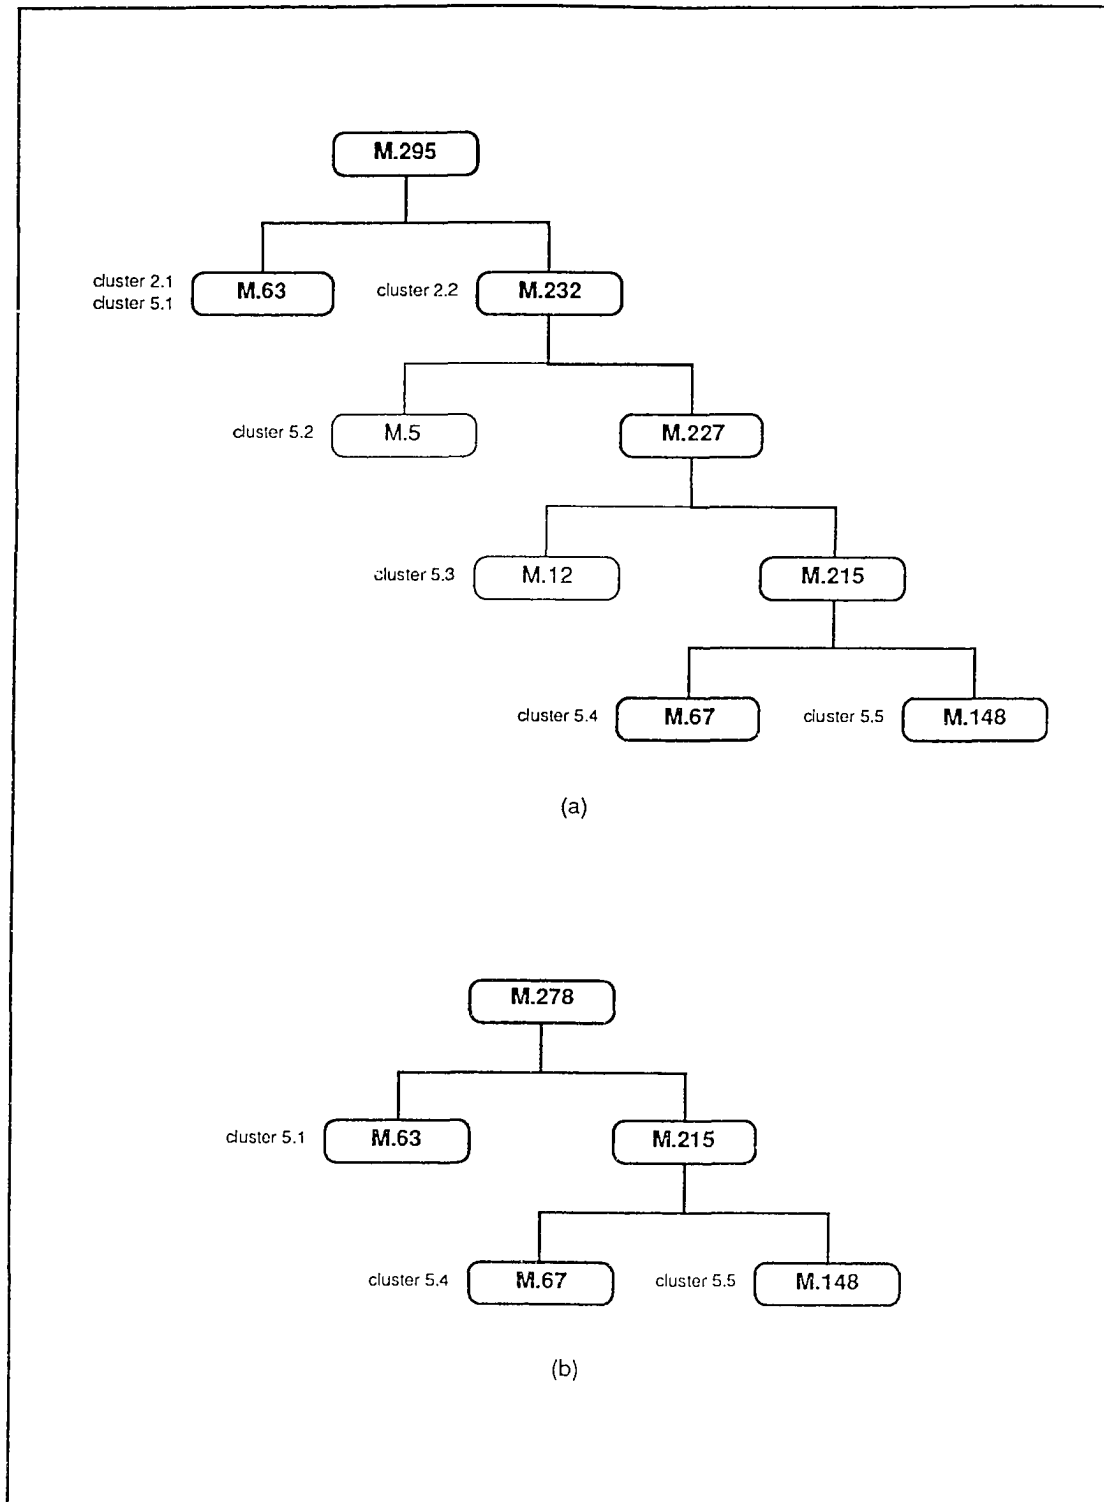 M.295
cluster 2.1
cluster 5.1
M.63
cluster 2.2
M.232
cluster 5.2
M.5
M.227
cluster 5.3
M.12
M.215
cluster 5.4
M.67
cluster 5.5
M.148
(a)
M.278
cluster 5.1
M.63
M.215
cluster 5.4
M.67
cluster 5.5
M.148
(b)